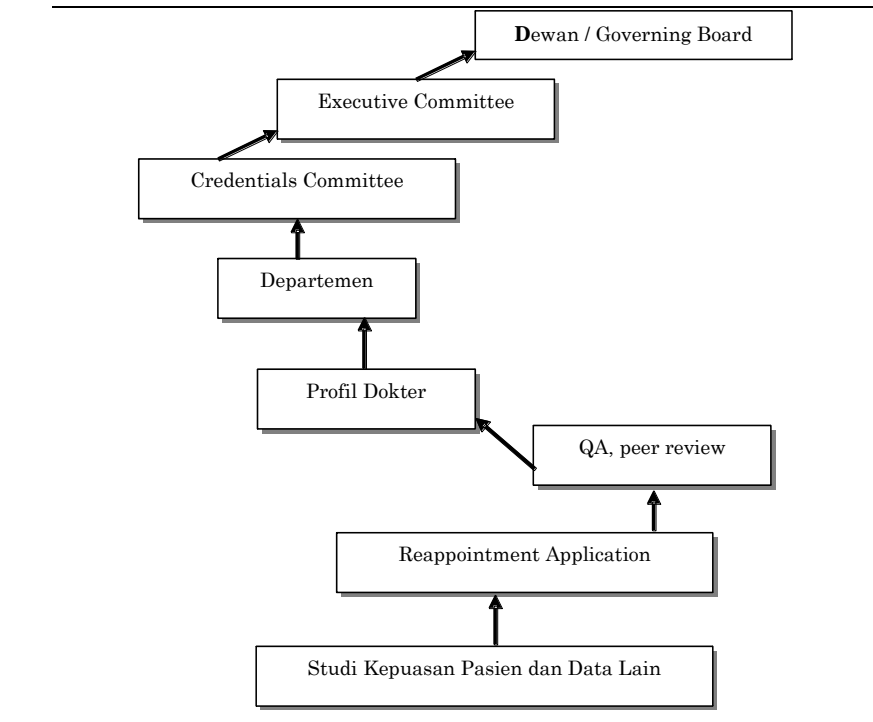 Dewan / Governing Board
Executive Committee
Credentials Committee
Departemen
Profil Dokter
QA, peer review
Reappointment Application
Studi Kepuasan Pasien dan Data Lain